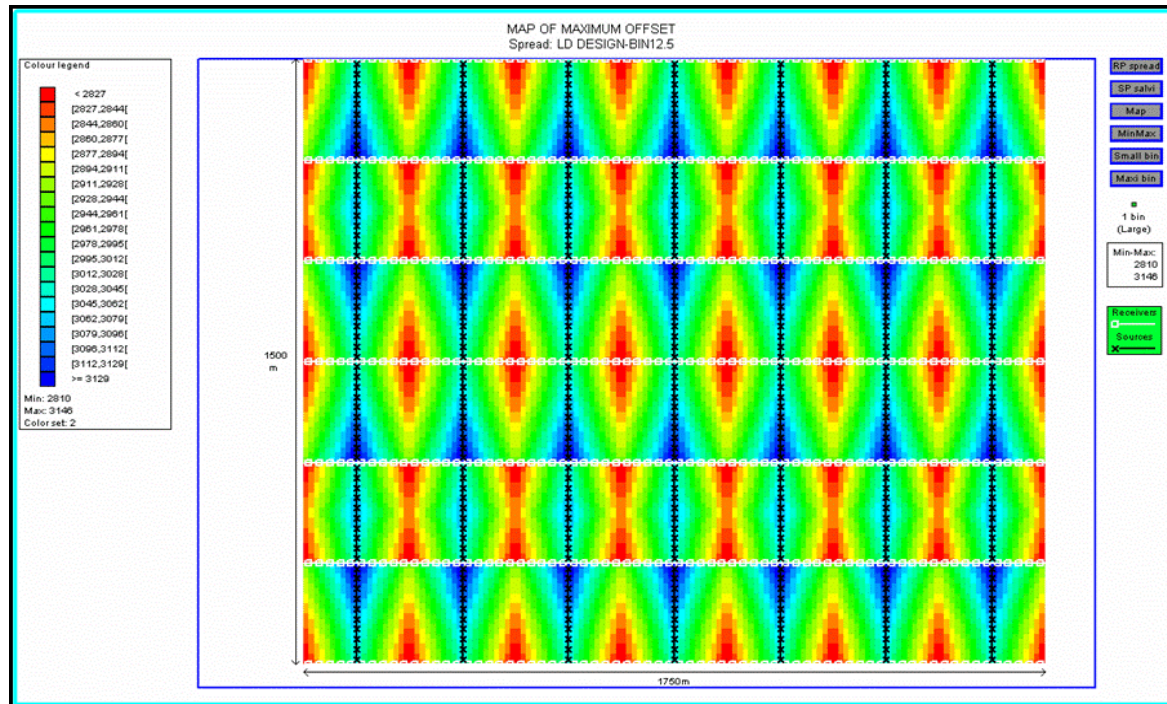 MAP OF MAXIMUM OFFSET
Spread: LD DESIGN-BIN12.5
Colour legend
< 2827
[2827,2844[
[2844,2860[
[2860,2877[
[2877,2894[
[2894,2911[
[2911,2928[
[2928,2944[
[2944,2961[
[2961,2978[
[2978,2995[
[2995,3012[
[3012,3028[
[3028,3045[
[3045,3062[
[3062,3079[
[3079,3096[
[3096,3112[
[3112,3129[
>= 3129
Min: 2810
Max: 3146
Color set: 2
1500
m
1750m
RP spread
SP salvi
Map
MinMax
Small bin
Maxi bin
1 bin
(Large)
Min-Max:
2810
3146
Receivers
Sources